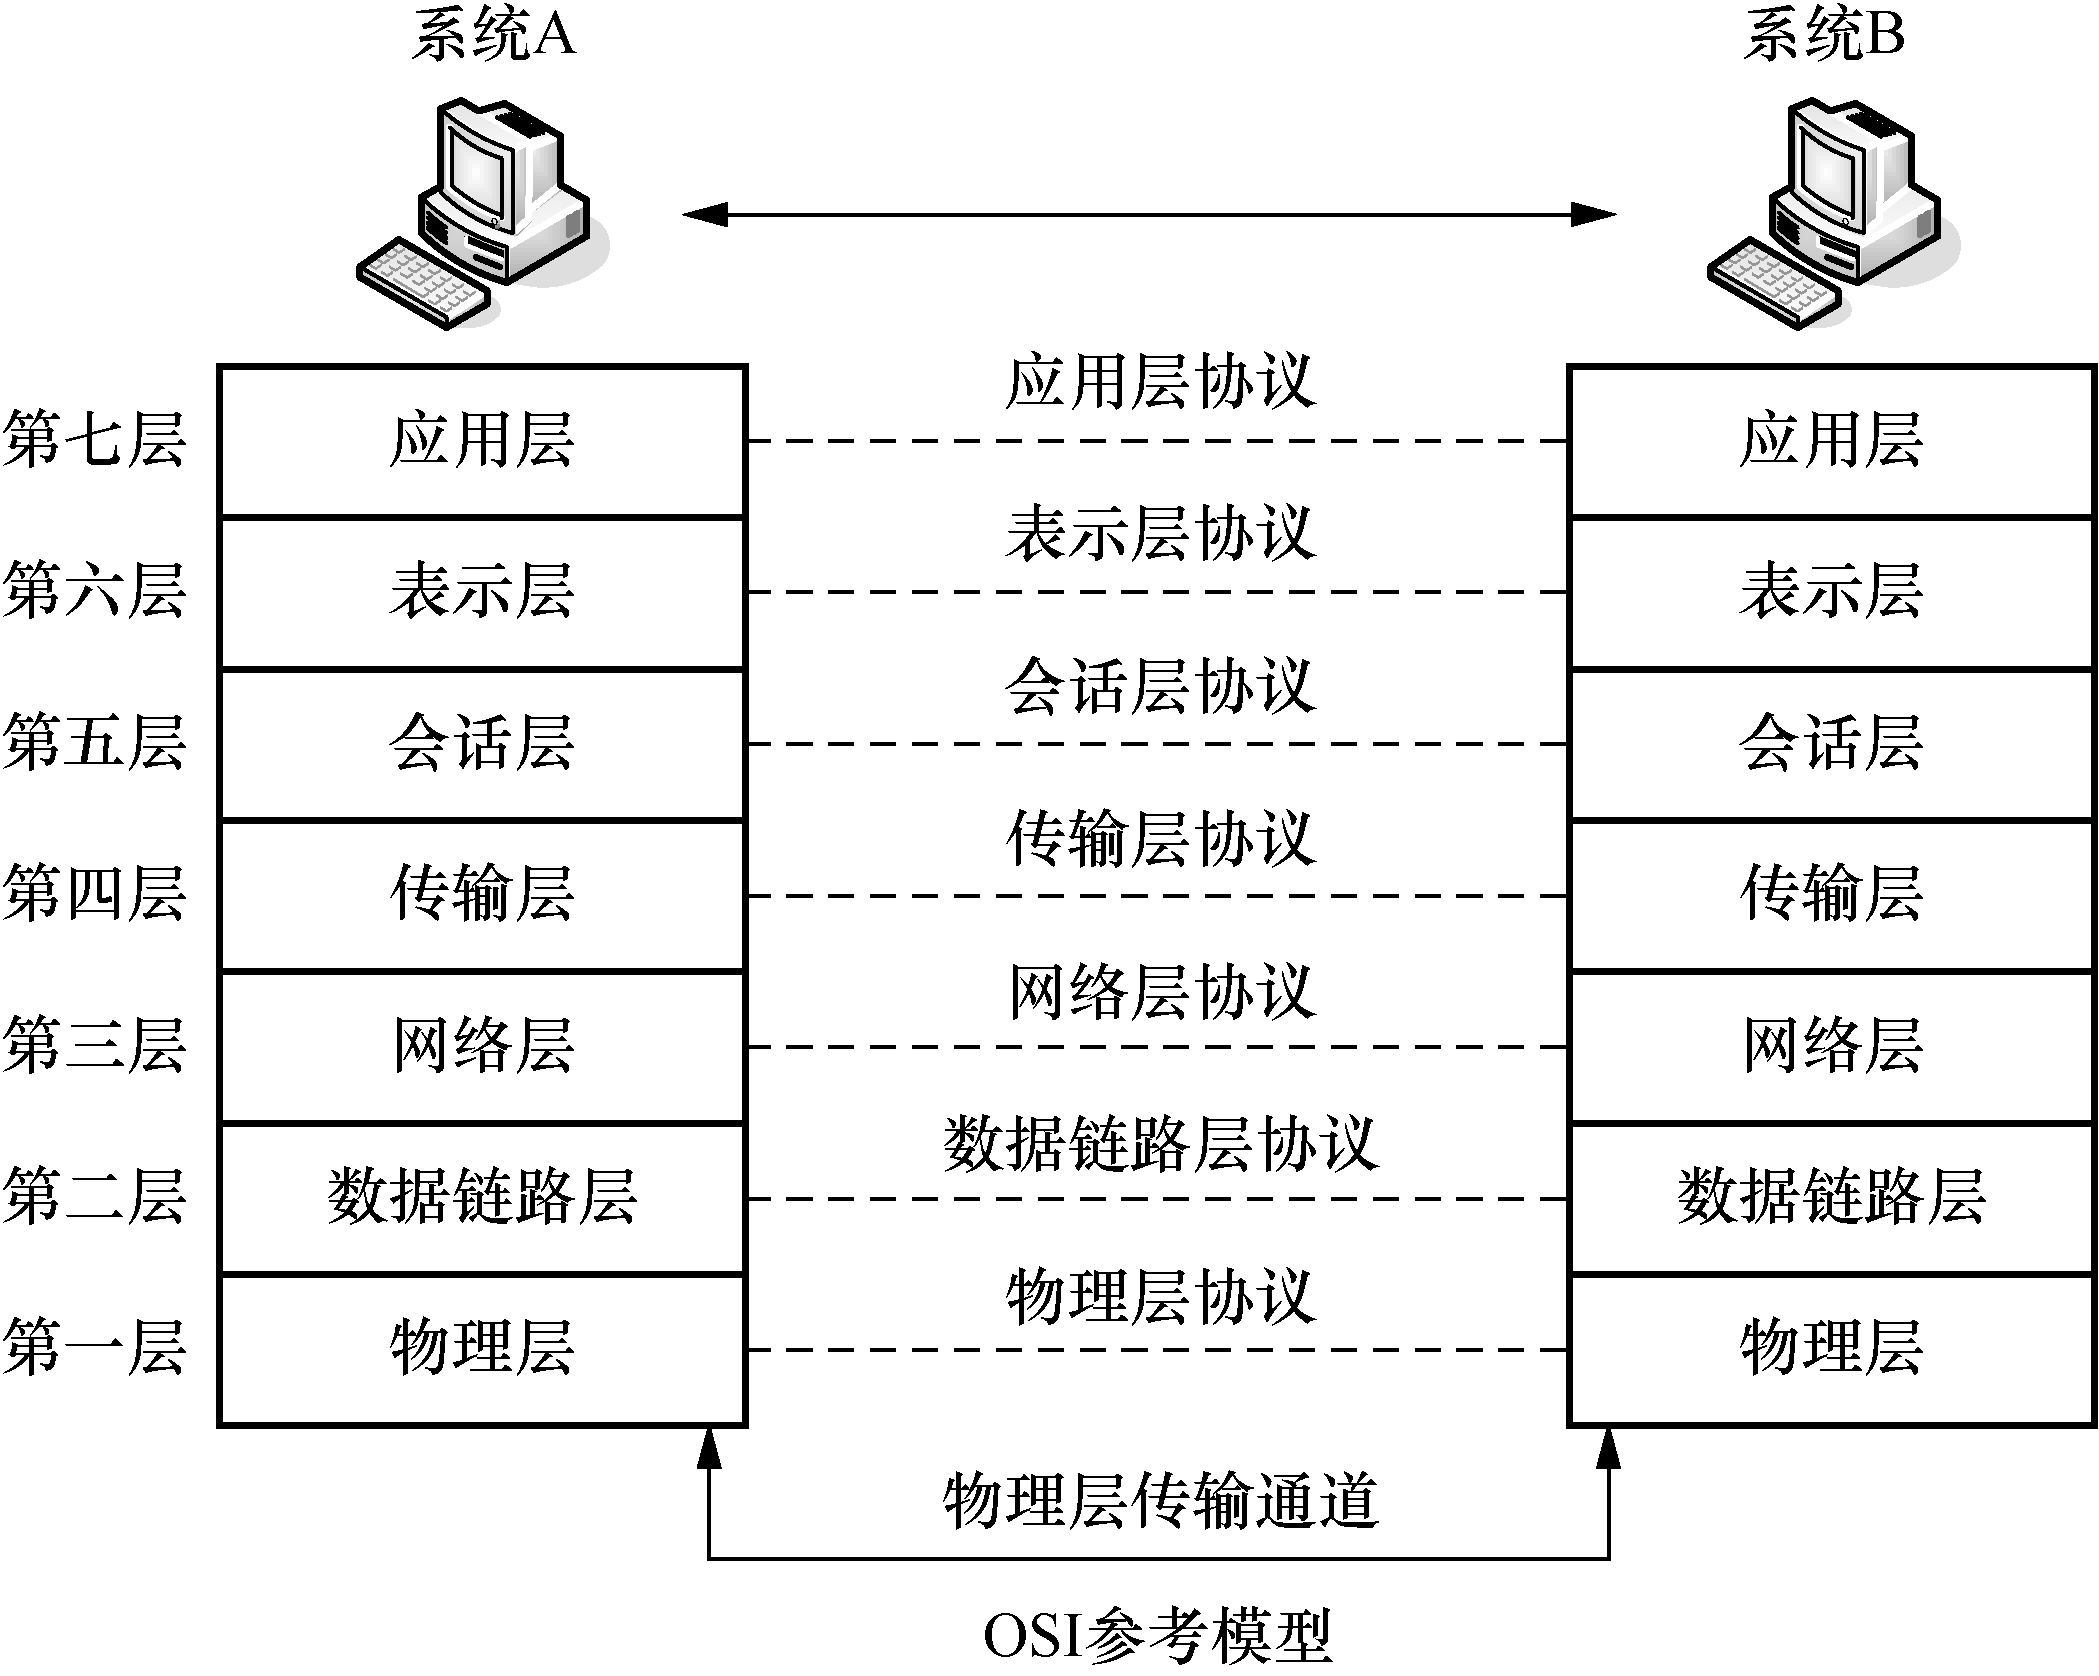 系统A
系统B
应用层协议
第七层
应用层
应用层
表示层协议
第六层
表示层
表示层
会话层协议
第五层
会话层
会话层
传输层协议
第四层
传输层
传输层
网络层协议
第三层
网络层
网络层
数据链路层协议
第二层
数据链路层
数据链路层
物理层协议
第一层
物理层
物理层
物理层传输通道
OSI参考模型